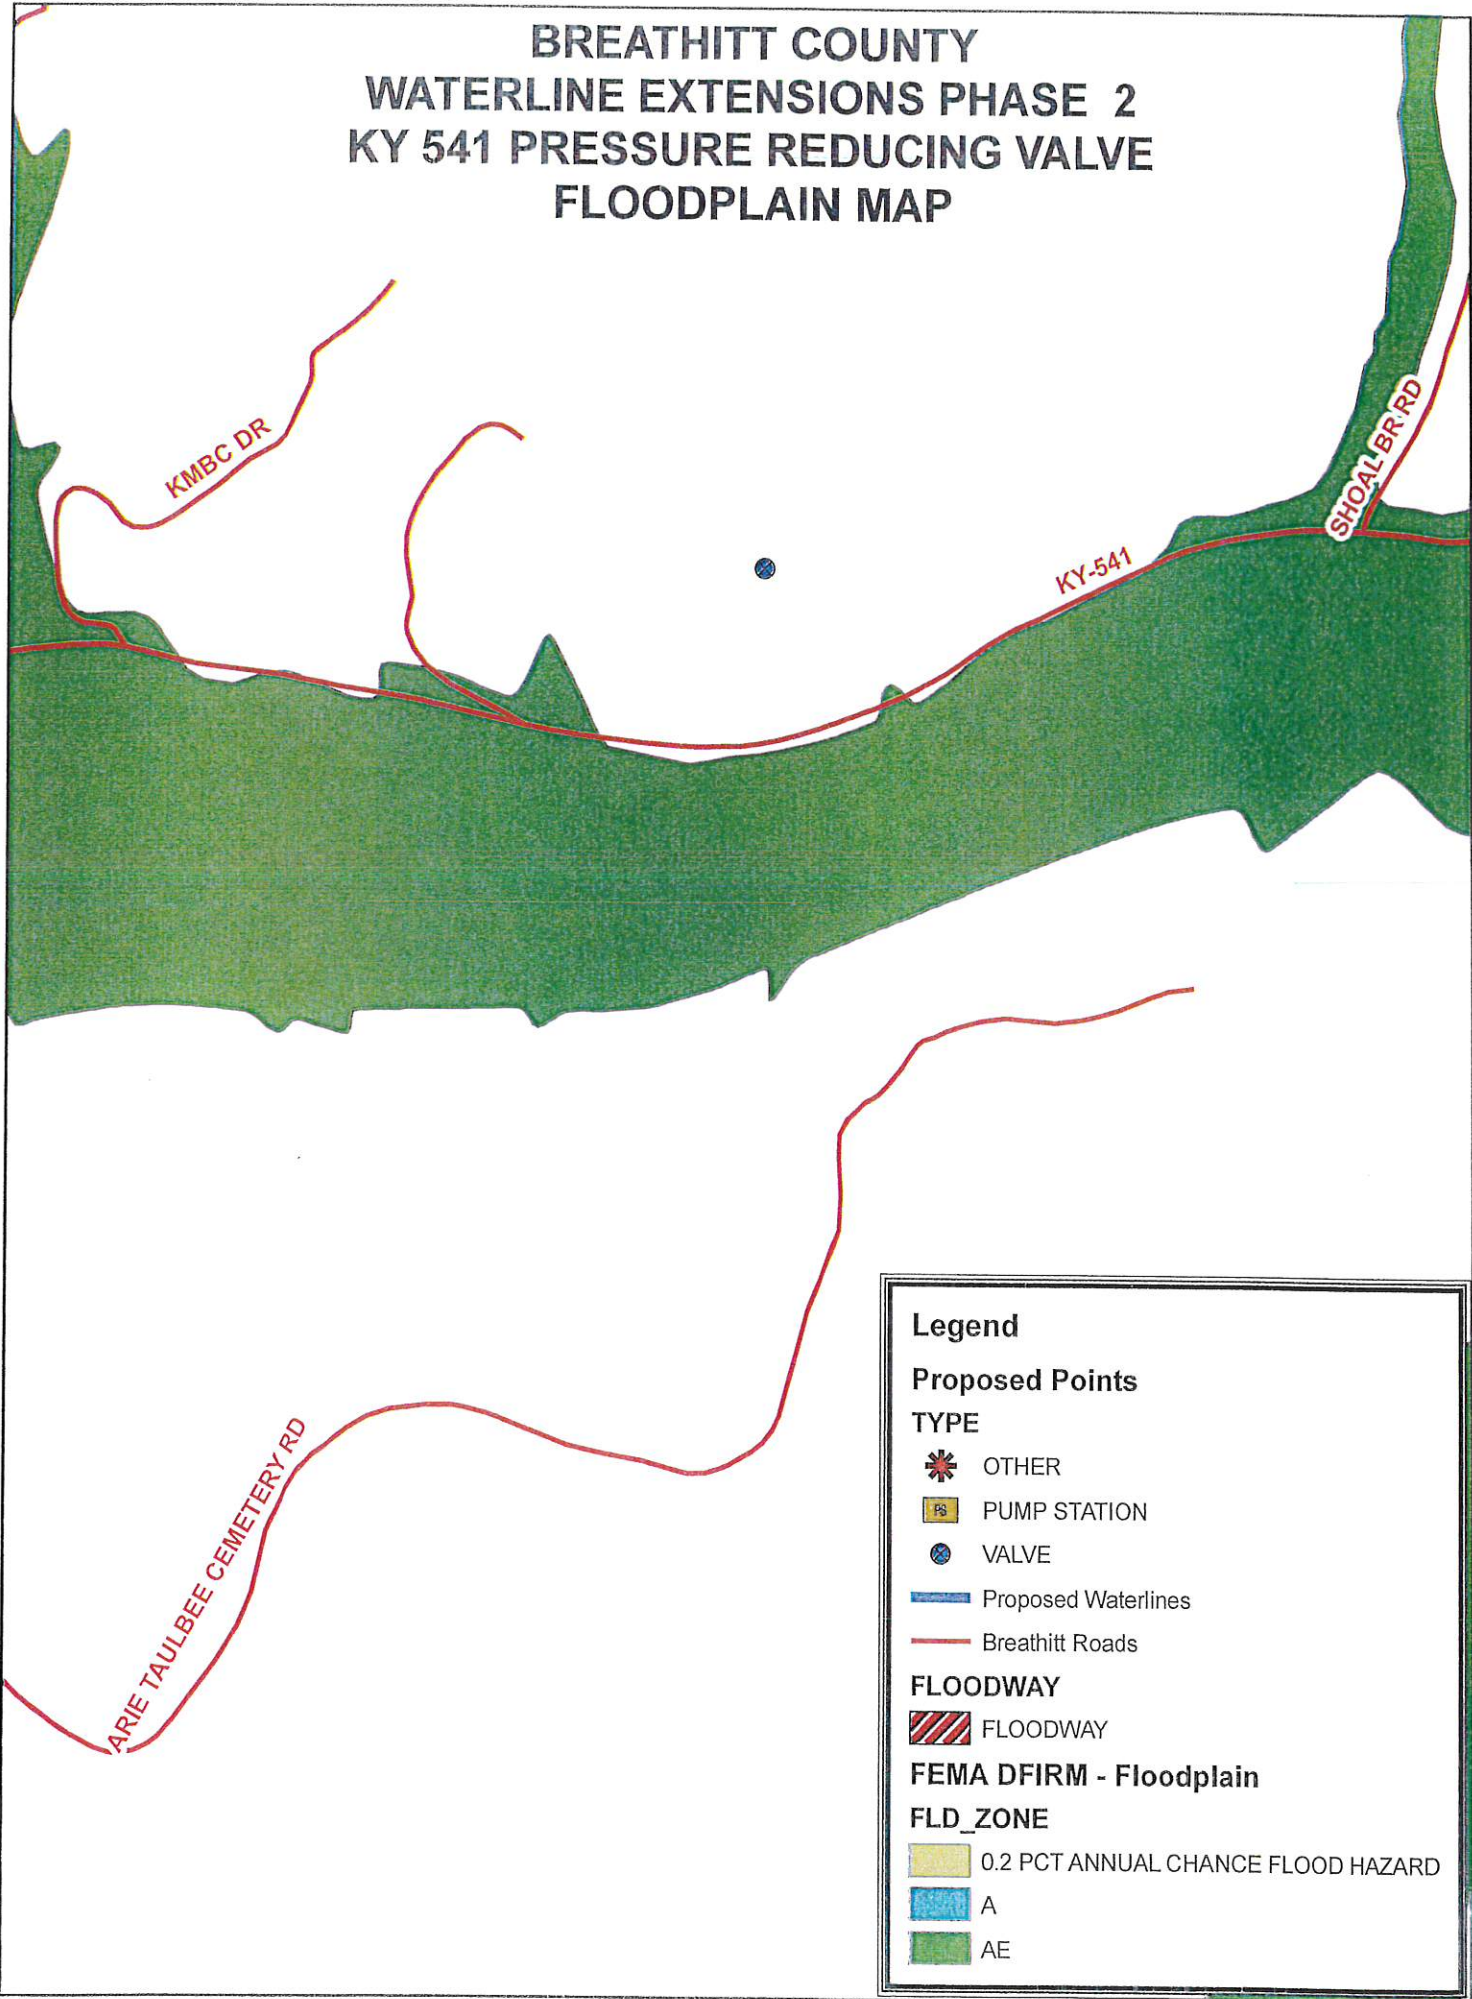 BREATHITT COUNTY
WATERLINE EXTENSIONS PHASE 2
KY 541 PRESSURE REDUCING VALVE
FLOODPLAIN MAP
KMBC DR
SHOAL BR RD
KY-541
ARIE TAULBEE CEMETERY RD
Legend
Proposed Points
TYPE
OTHER
PS PUMP STATION
VALVE
Proposed Waterlines
Breathitt Roads
FLOODWAY
FLOODWAY
FEMA DFIRM - Floodplain
FLD_ZONE
0.2 PCT ANNUAL CHANCE FLOOD HAZARD
A
AE